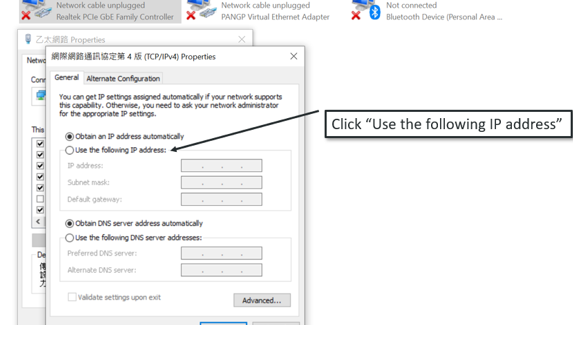 Network cable unplugged
Realtek PCIe GbE Family Controller
Network cable unplugged
PANGP Virtual Ethernet Adapter
Not connected
Bluetooth Device (Personal Area ...
乙太網路 Properties
Netwo
網際網路通訊協定第 4 版 (TCP/IPv4) Properties
General
Alternate Configuration
Conn
You can get IP settings assigned automatically if your network supports
this capability. Otherwise, you need to ask your network administrator
for the appropriate IP settings.
This
Obtain an IP address automatically
Use the following IP address:
IP address:
Subnet mask:
Default gateway:
Click “Use the following IP address”
Obtain DNS server address automatically
Use the following DNS server addresses:
Preferred DNS server:
Alternate DNS server:
De
Validate settings upon exit
Advanced...